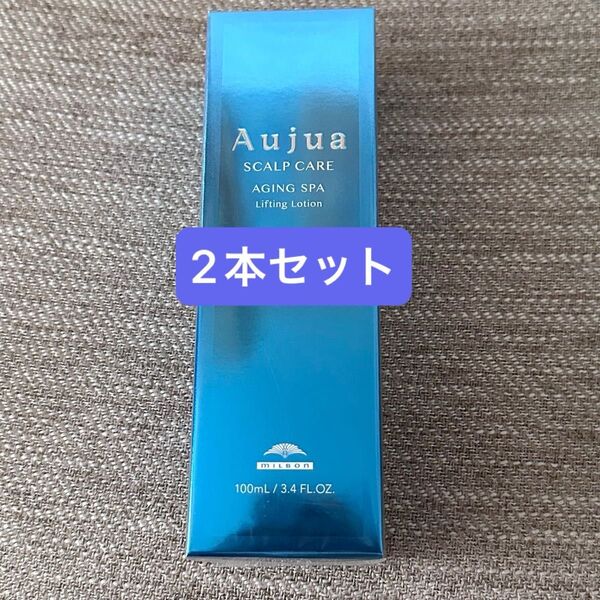 Aujua
SCALP CARE
AGING SPA
Lifting Lotion
2本セット
MILBON
100mL / 3.4 FL.OZ.